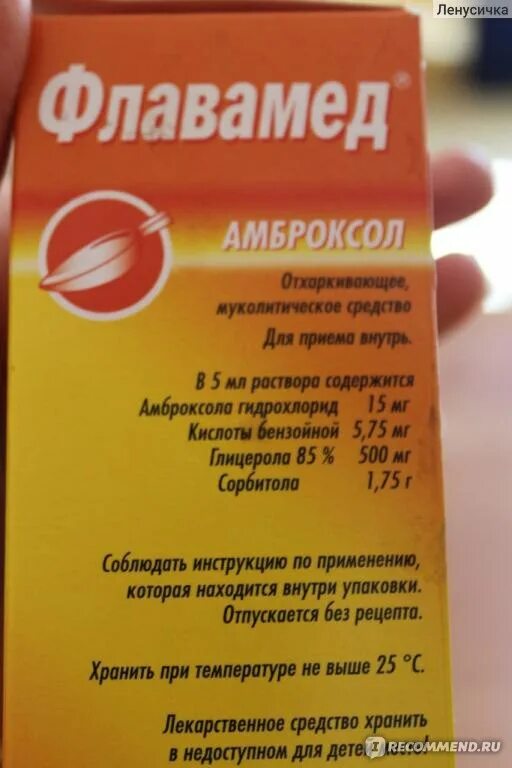 Ленусичка
Флавамед®
АМБРОКСОЛ
Отхаркивающее,
муколитическое средство
Для приема внутрь.
В 5 мл раствора содержится
Амброксола гидрохлорид 15 мг
Кислоты бензойной 5,75 мг
Глицерола 85 % 500 мг
Сорбитола 1,75 г
Соблюдать инструкцию по применению,
которая находится внутри упаковки.
Отпускается без рецепта.
Хранить при температуре не выше 25 °C.
Лекарственное средство хранить
в недоступном для детей
RECOMMEND.RU